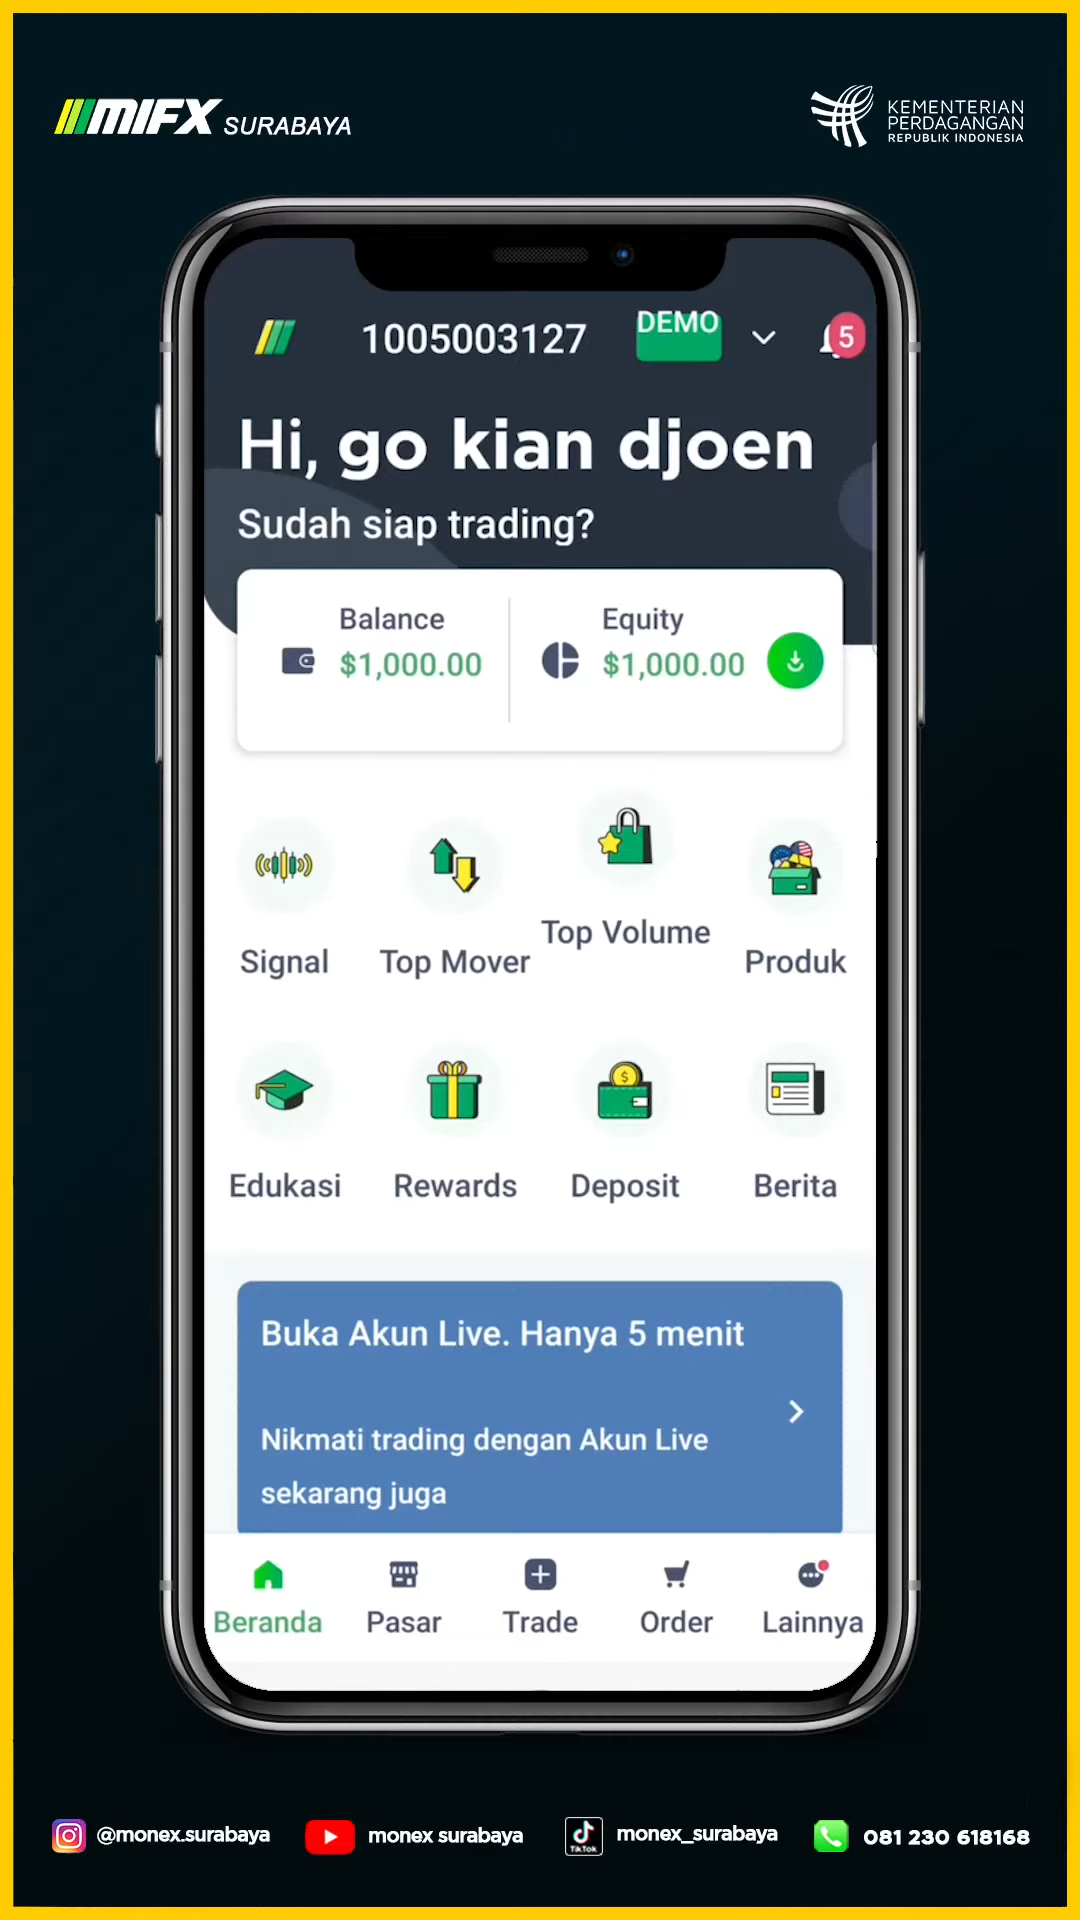 MIFX SURABAYA
KEMENTERIAN
PERDAGANGAN
REPUBLIK INDONESIA
1005003127
DEMO
5
Hi, go kian djoen
Sudah siap trading?
Balance
$1,000.00
Equity
$1,000.00
Signal
Top Mover
Top Volume
Produk
Edukasi
Rewards
Deposit
Berita
Buka Akun Live. Hanya 5 menit
Nikmati trading dengan Akun Live
sekarang juga
Beranda
Pasar
Trade
Order
Lainnya
@monex.surabaya
monex surabaya
TikTok
monex_surabaya
081 230 618168